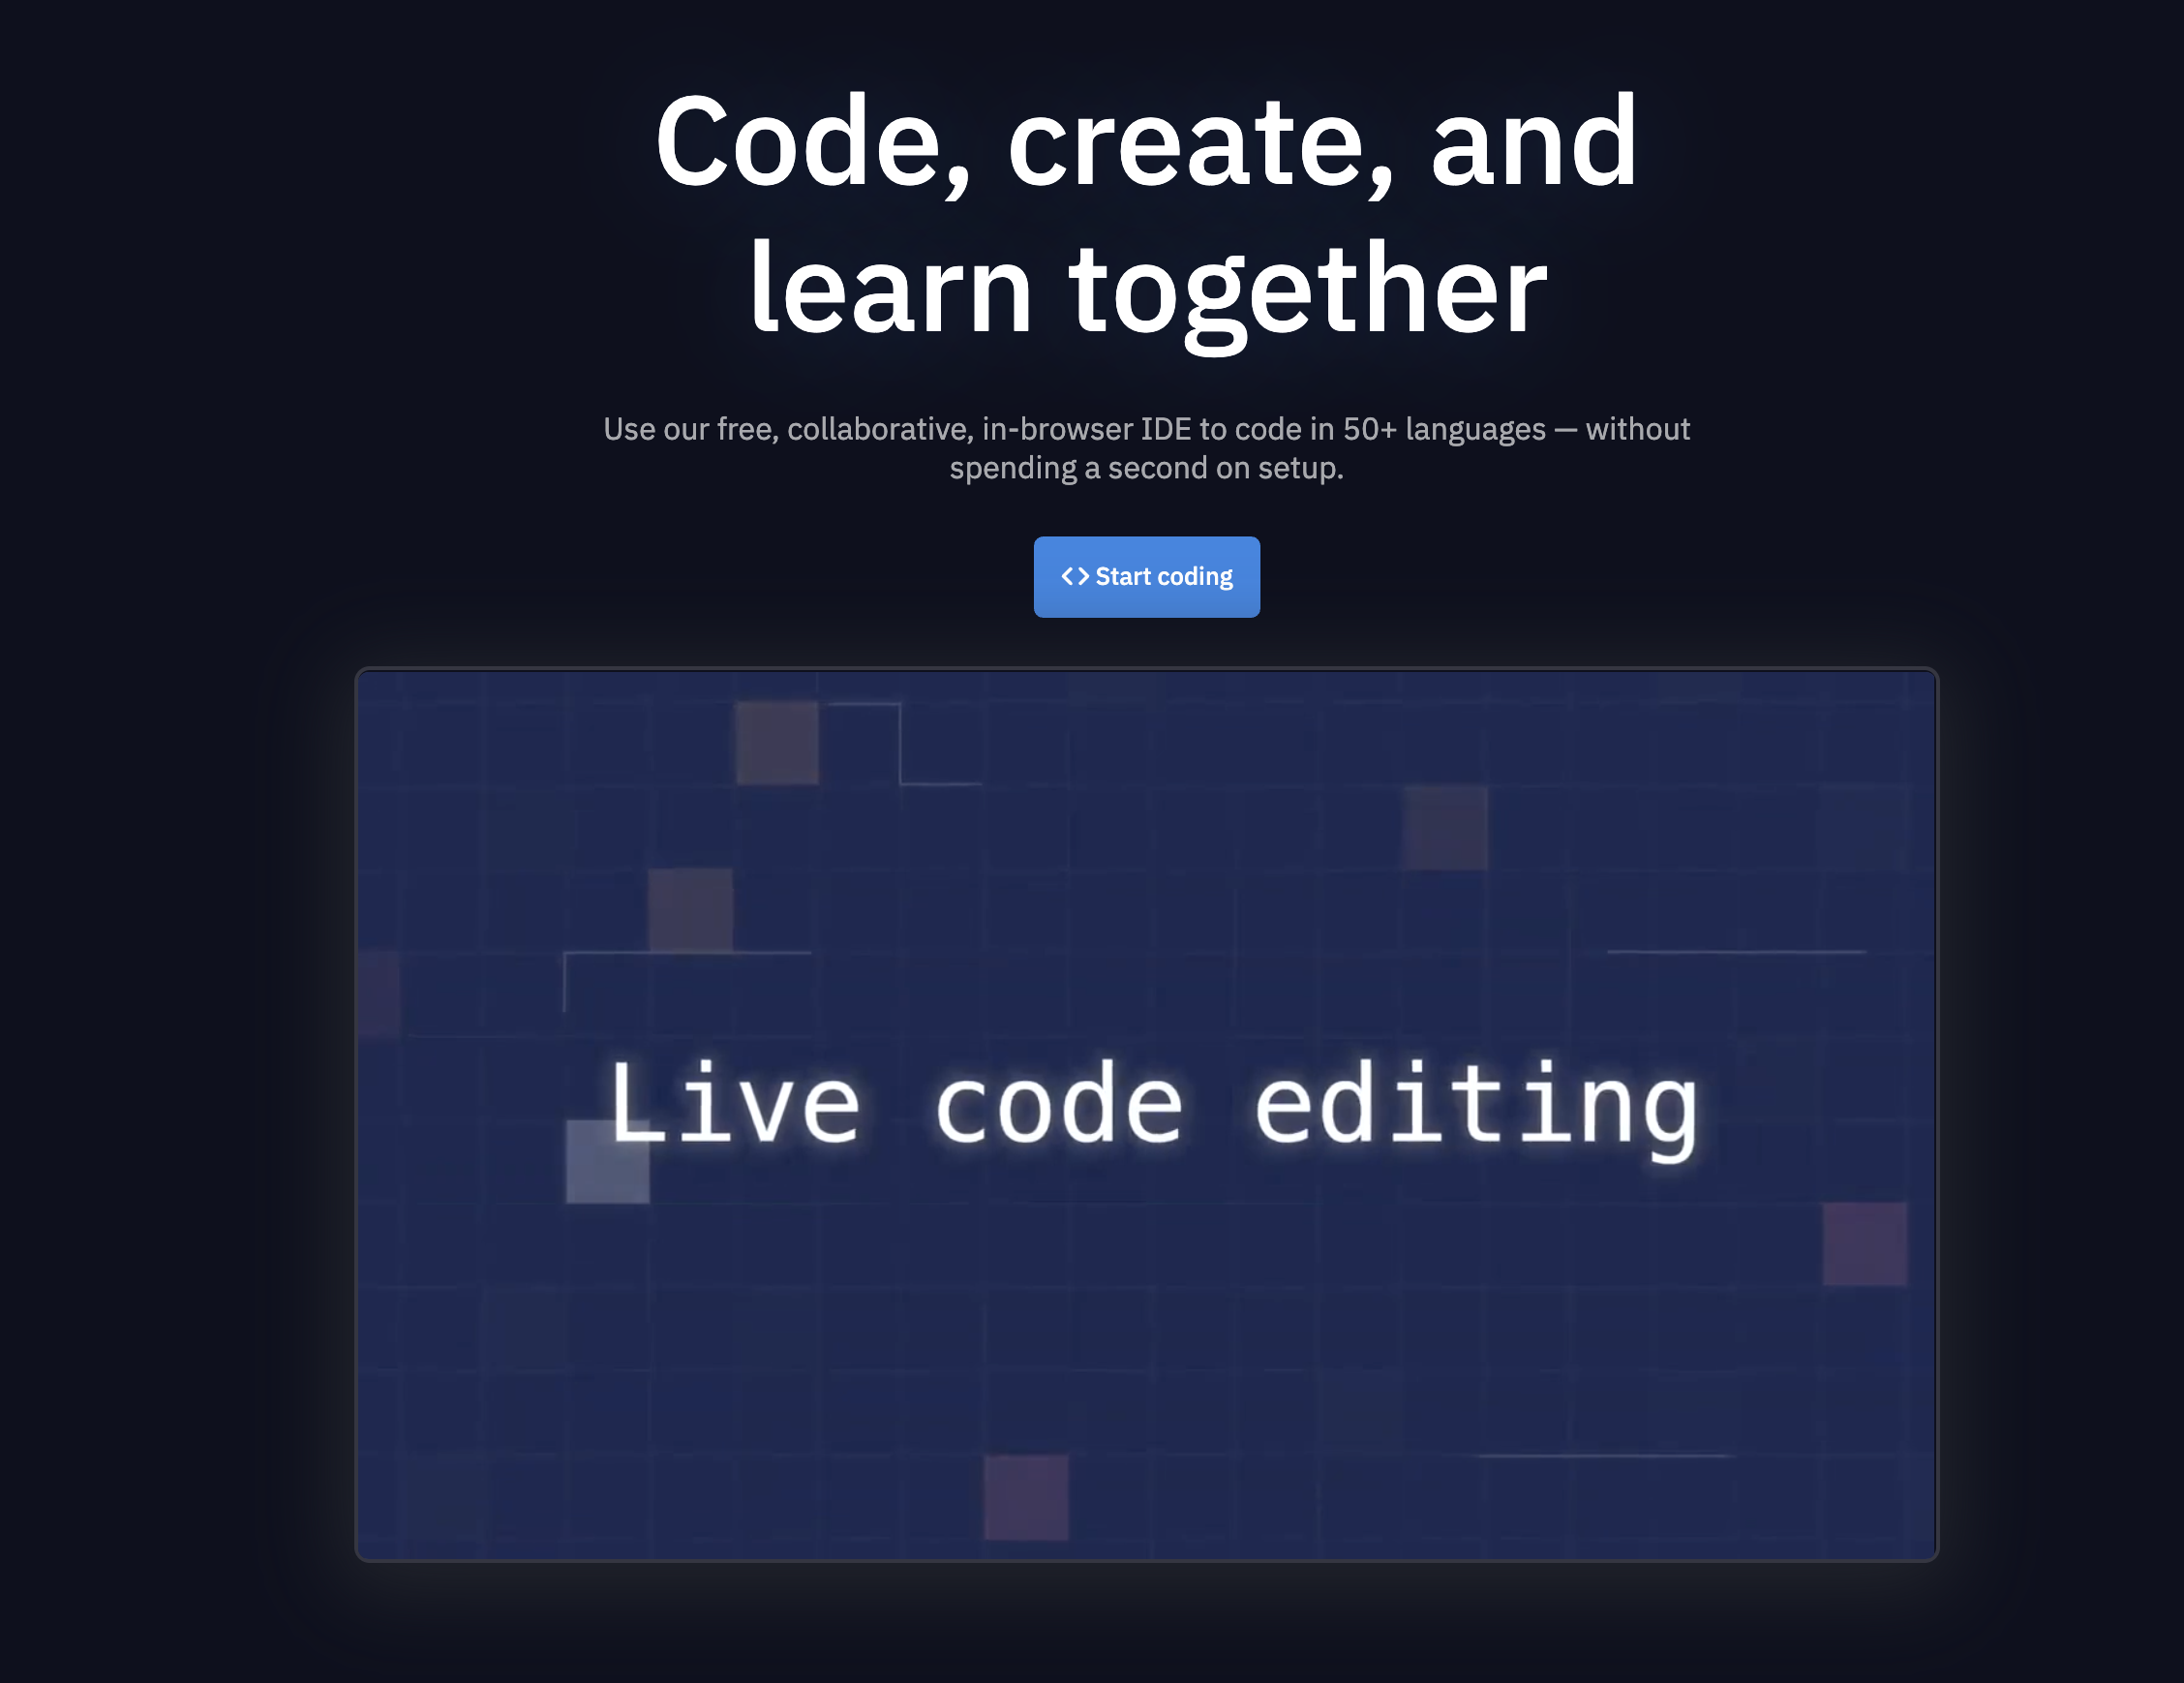 Code, create, and
learn together
Use our free, collaborative, in-browser IDE to code in 50+ languages — without
spending a second on setup.
<> Start coding
Live code editing